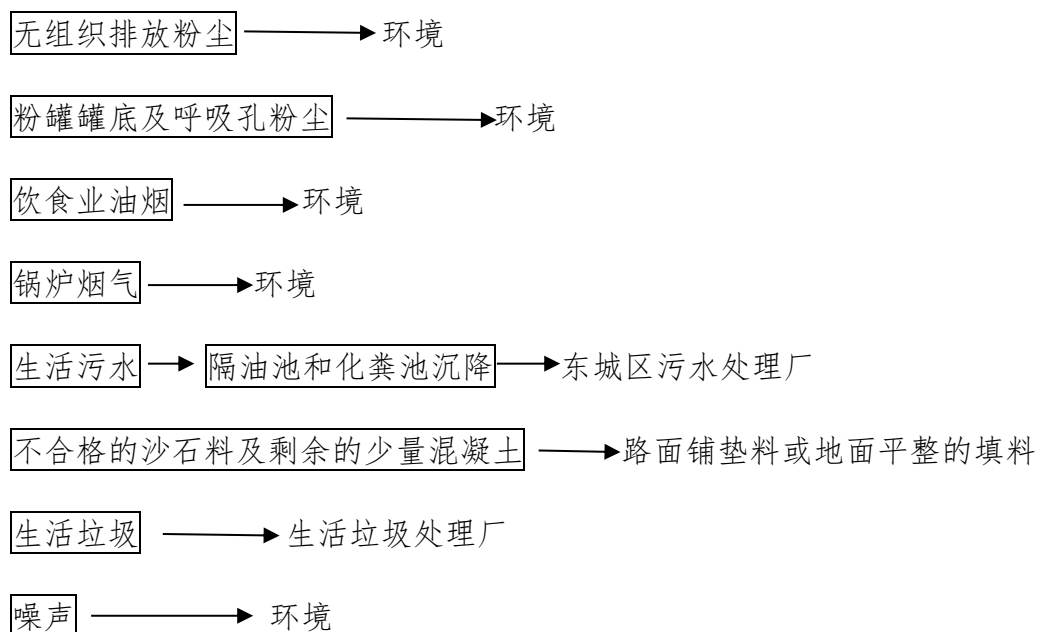 无组织排放粉尘 环境
粉罐罐底及呼吸孔粉尘 环境
饮食业油烟 环境
锅炉烟气 环境
生活污水 隔油池和化粪池沉降 东城区污水处理厂
不合格的沙石料及剩余的少量混凝土 路面铺垫料或地面平整的填料
生活垃圾 生活垃圾处理厂
噪声 环境